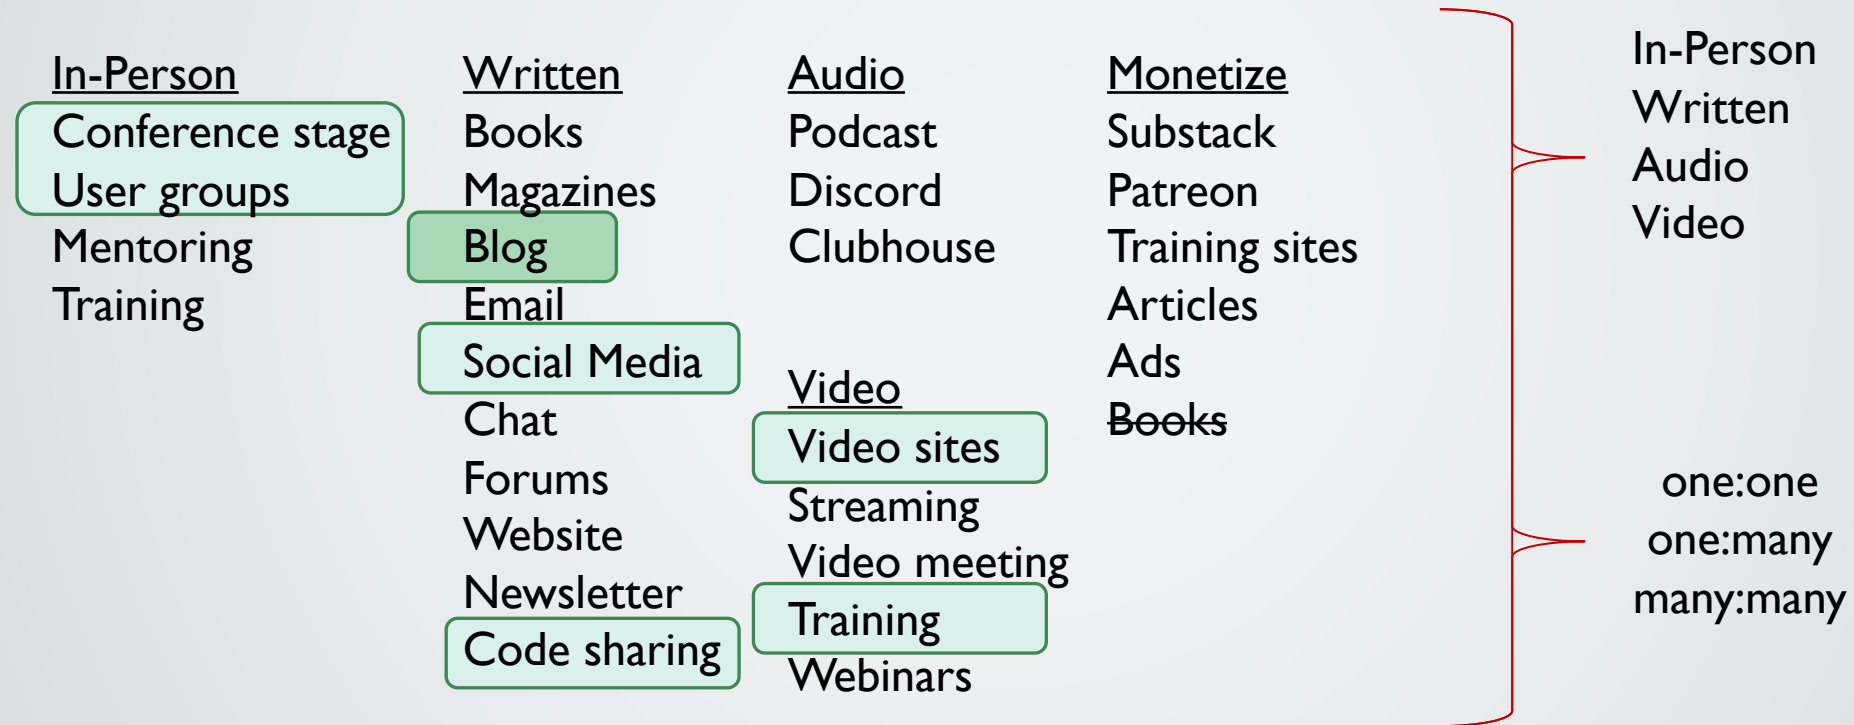 In-Person
Conference stage
User groups
Mentoring
Training
Written
Books
Magazines
Blog
Email
Social Media
Chat
Forums
Website
Newsletter
Code sharing
Audio
Podcast
Discord
Clubhouse
Video
Video sites
Streaming
Video meeting
Training
Webinars
Monetize
Substack
Patreon
Training sites
Articles
Ads
Books
In-Person
Written
Audio
Video
one:one
one:many
many:many